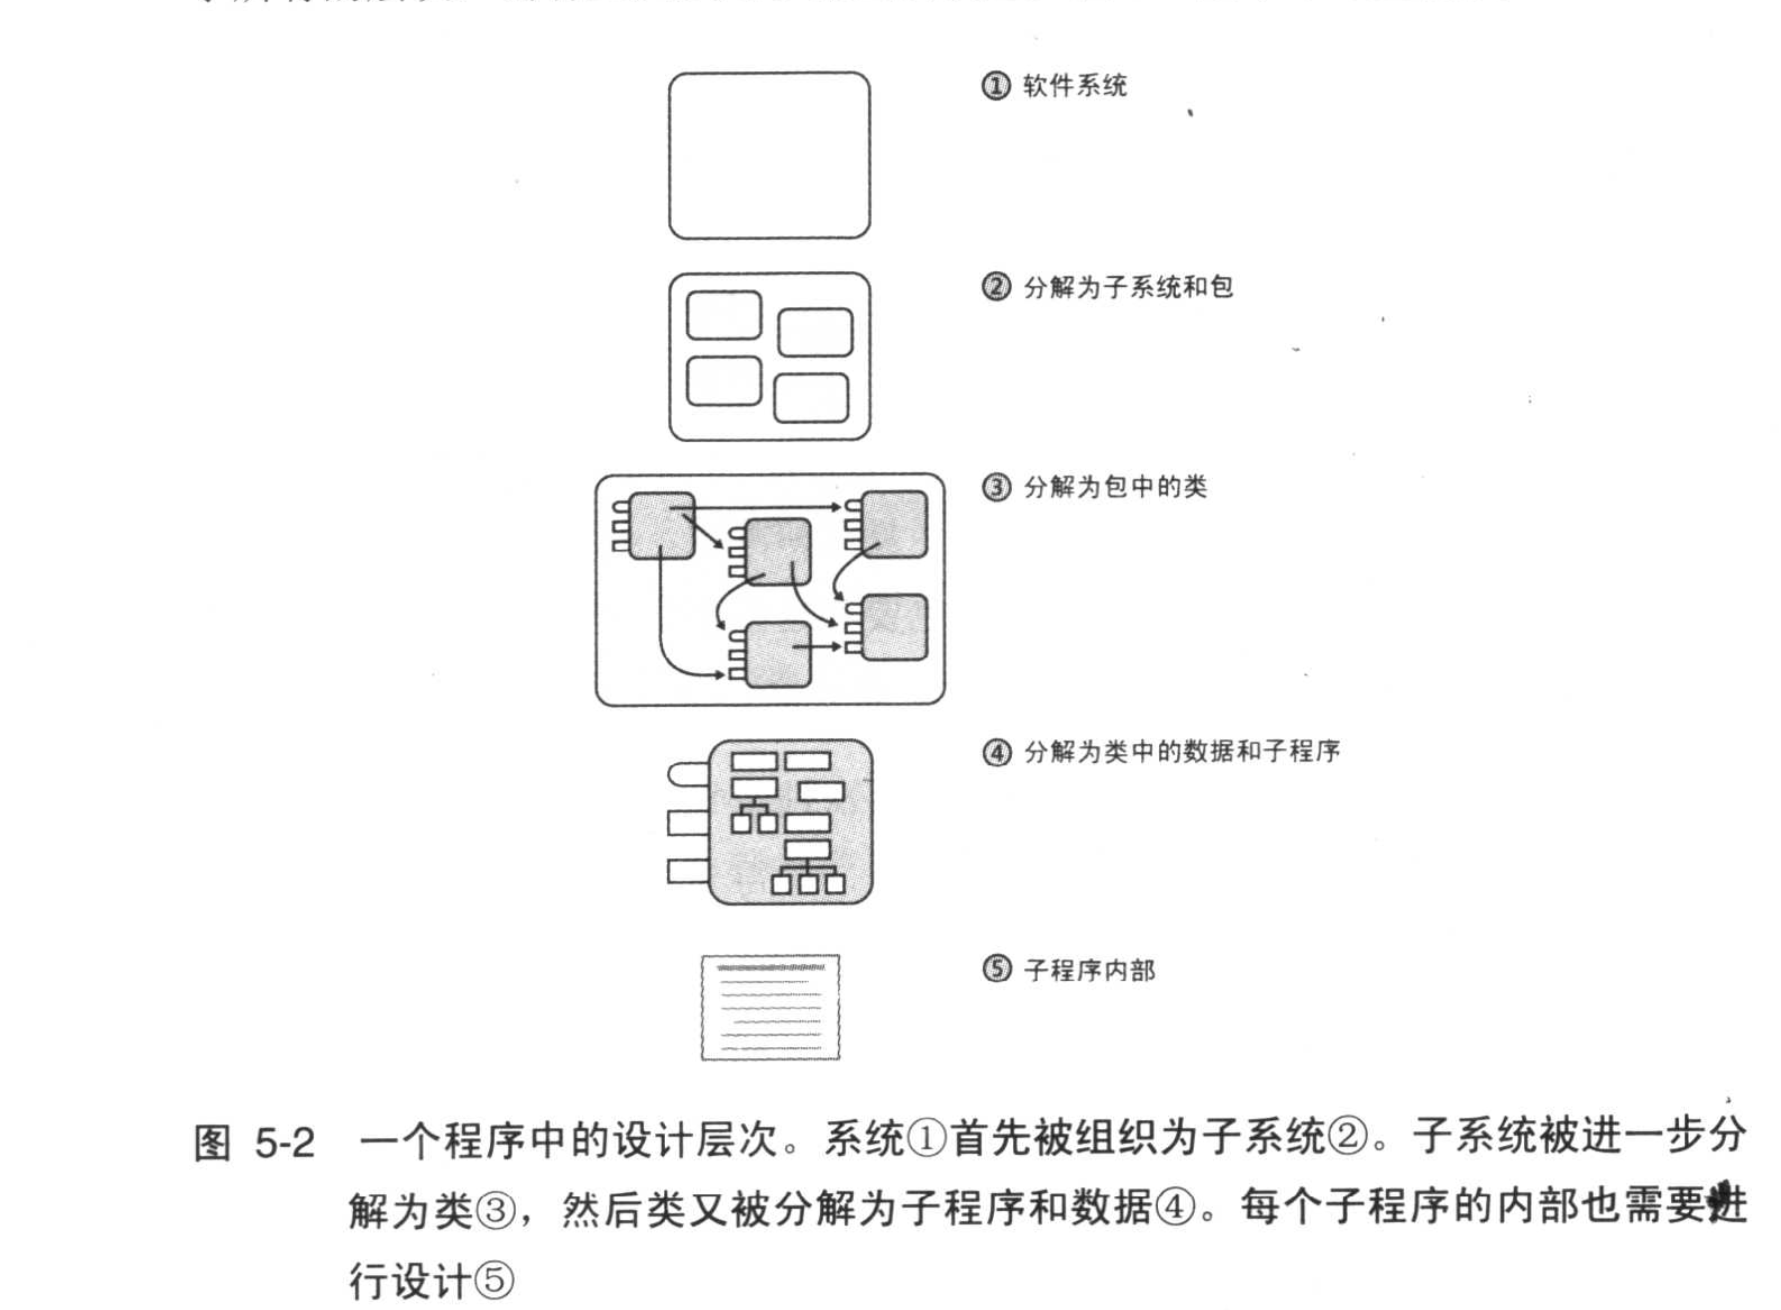 ① 软件系统
② 分解为子系统和包
③ 分解为包中的类
④ 分解为类中的数据和子程序
⑤ 子程序内部
图 5-2 一个程序中的设计层次。系统①首先被组织为子系统②。子系统被进一步分
解为类③，然后类又被分解为子程序和数据④。每个子程序的内部也需要进
行设计⑤